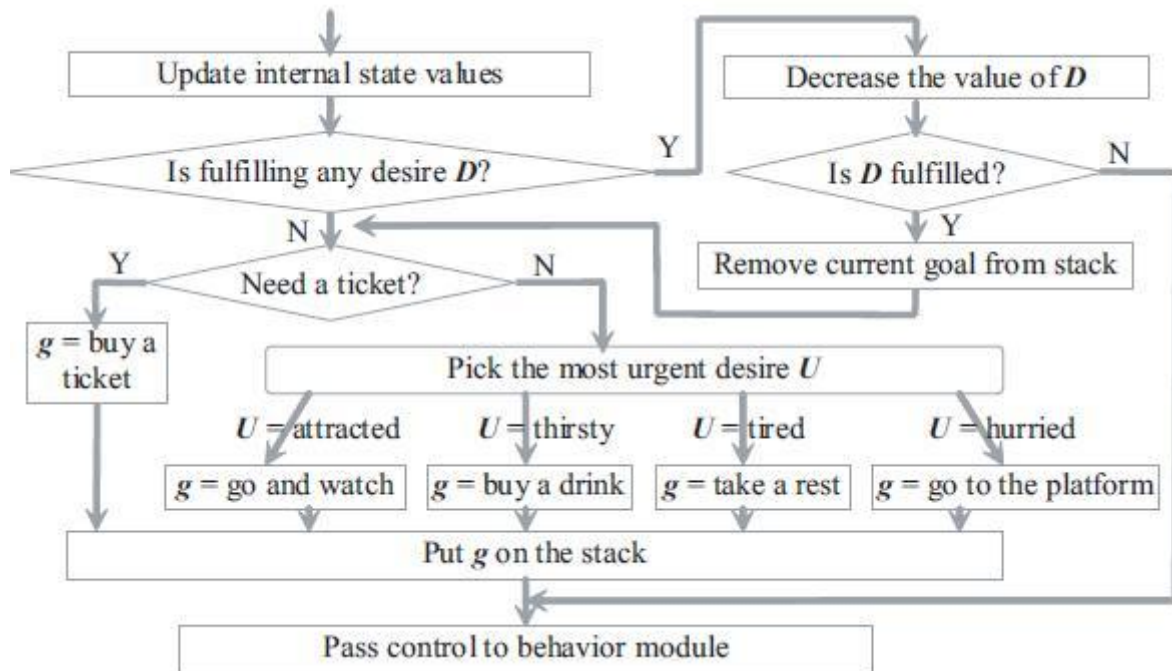 Update internal state values
Decrease the value of D
Is fulfilling any desire D?
Y
Is D fulfilled?
N
N
Y
Y
Need a ticket?
N
Remove current goal from stack
g = buy a
ticket
Pick the most urgent desire U
U = attracted
U = thirsty
U = tired
U = hurried
g = go and watch
g = buy a drink
g = take a rest
g = go to the platform
Put g on the stack
Pass control to behavior module